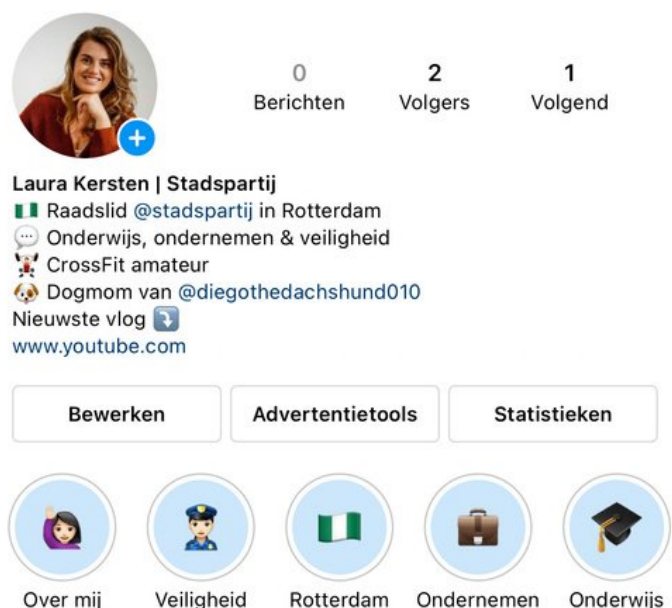 0 2 1
Berichten Volgers Volgend
Laura Kersten | Stadspartij
🇳🇬 Raadslid @stadspartij in Rotterdam
💬 Onderwijs, ondernemen & veiligheid
🏋️ CrossFit amateur
🐶 Dogmom van @diegothedachshund010
Nieuwste vlog ⤵️
www.youtube.com
Bewerken Advertentietools Statistieken
Over mij Veiligheid Rotterdam Ondernemen Onderwijs